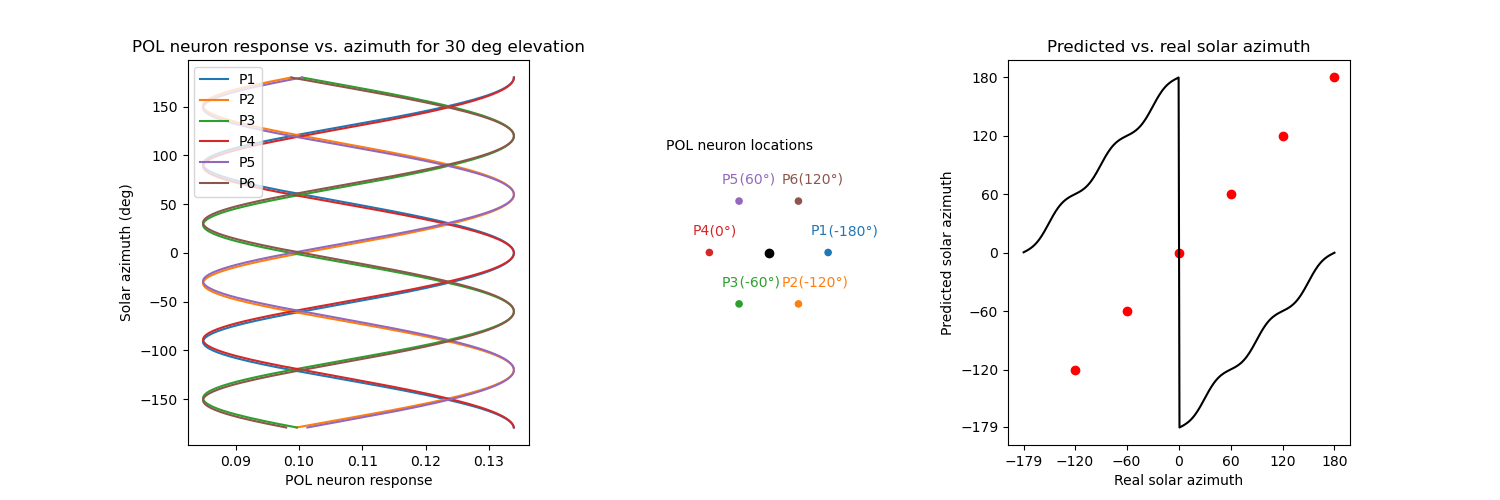 POL neuron response vs. azimuth for 30 deg elevation
Solar azimuth (deg)
150
100
50
0
−50
−100
−150
P1
P2
P3
P4
P5
P6
0.09 0.10 0.11 0.12 0.13
POL neuron response
POL neuron locations
P5(60°) P6(120°)
P4(0°) P1(-180°)
P3(-60°) P2(-120°)
Predicted vs. real solar azimuth
Predicted solar azimuth
180
120
60
0
−60
−120
−179
−179 −120 −60 0 60 120 180
Real solar azimuth